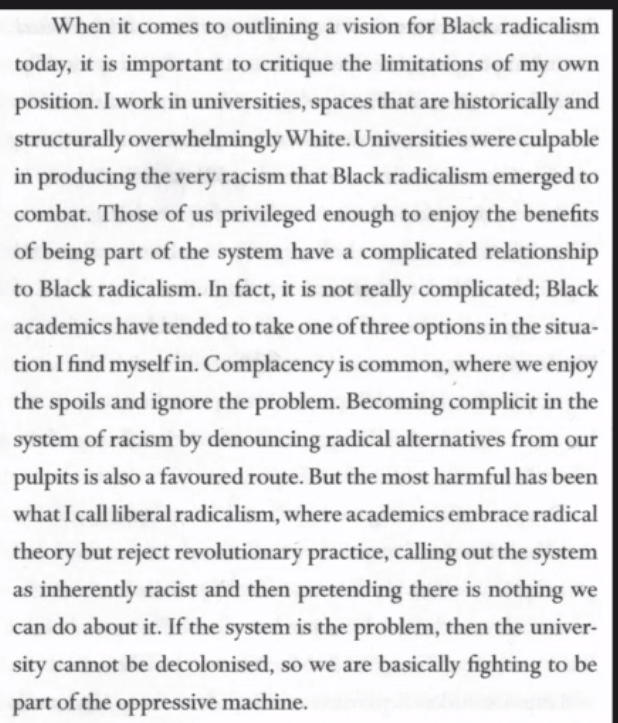 When it comes to outlining a vision for Black radicalism
today, it is important to critique the limitations of my own
position. I work in universities, spaces that are historically and
structurally overwhelmingly White. Universities were culpable
in producing the very racism that Black radicalism emerged to
combat. Those of us privileged enough to enjoy the benefits
of being part of the system have a complicated relationship
to Black radicalism. In fact, it is not really complicated; Black
academics have tended to take one of three options in the situa-
tion I find myself in. Complacency is common, where we enjoy
the spoils and ignore the problem. Becoming complicit in the
system of racism by denouncing radical alternatives from our
pulpits is also a favoured route. But the most harmful has been
what I call liberal radicalism, where academics embrace radical
theory but reject revolutionary practice, calling out the system
as inherently racist and then pretending there is nothing we
can do about it. If the system is the problem, then the univer-
sity cannot be decolonised, so we are basically fighting to be
part of the oppressive machine.